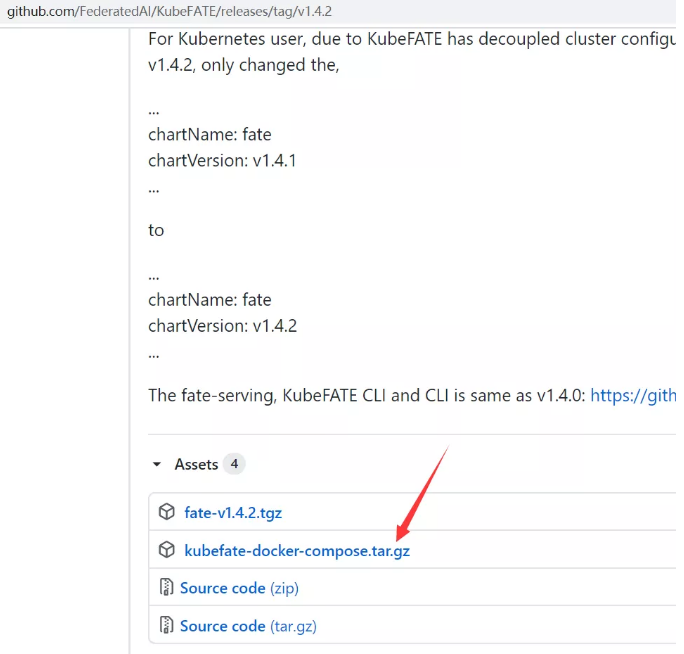 github.com/FederatedAI/KubeFATE/releases/tag/v1.4.2
For Kubernetes user, due to KubeFATE has decoupled cluster configu
v1.4.2, only changed the,
...
chartName: fate
chartVersion: v1.4.1
...
to
...
chartName: fate
chartVersion: v1.4.2
...
The fate-serving, KubeFATE CLI and CLI is same as v1.4.0: https://gith
Assets 4
fate-v1.4.2.tgz
kubefate-docker-compose.tar.gz
Source code (zip)
Source code (tar.gz)